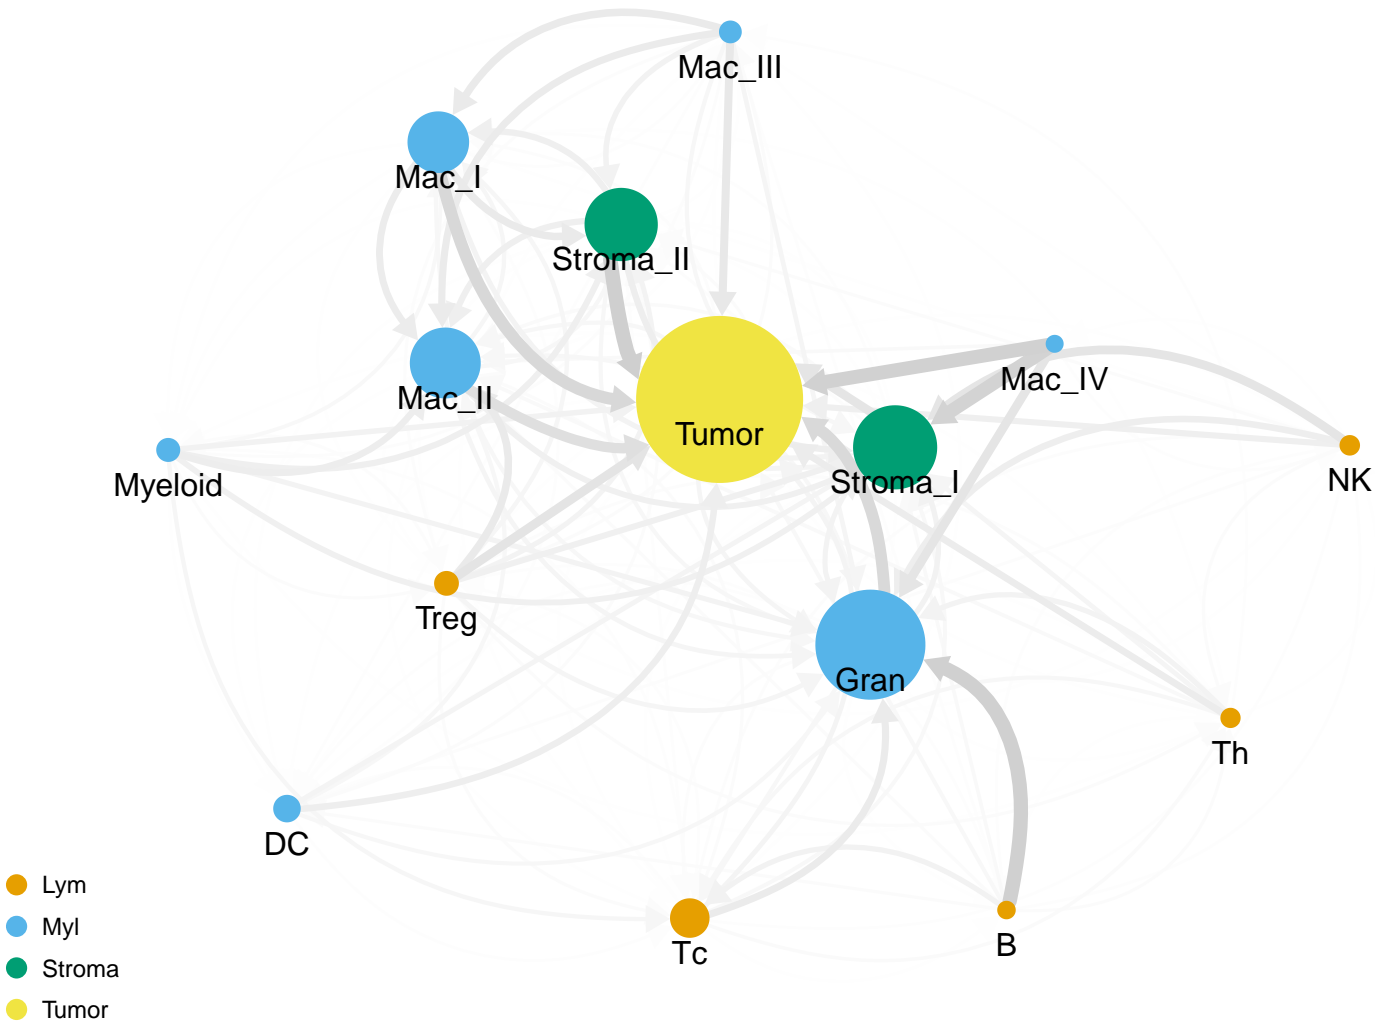 Mac_III
Mac_I
Stroma_II
Mac_IV
Mac_II
Tumor
Stroma_I
NK
Myeloid
Treg
Gran
Th
DC
Tc
B
Lym
Myl
Stroma
Tumor